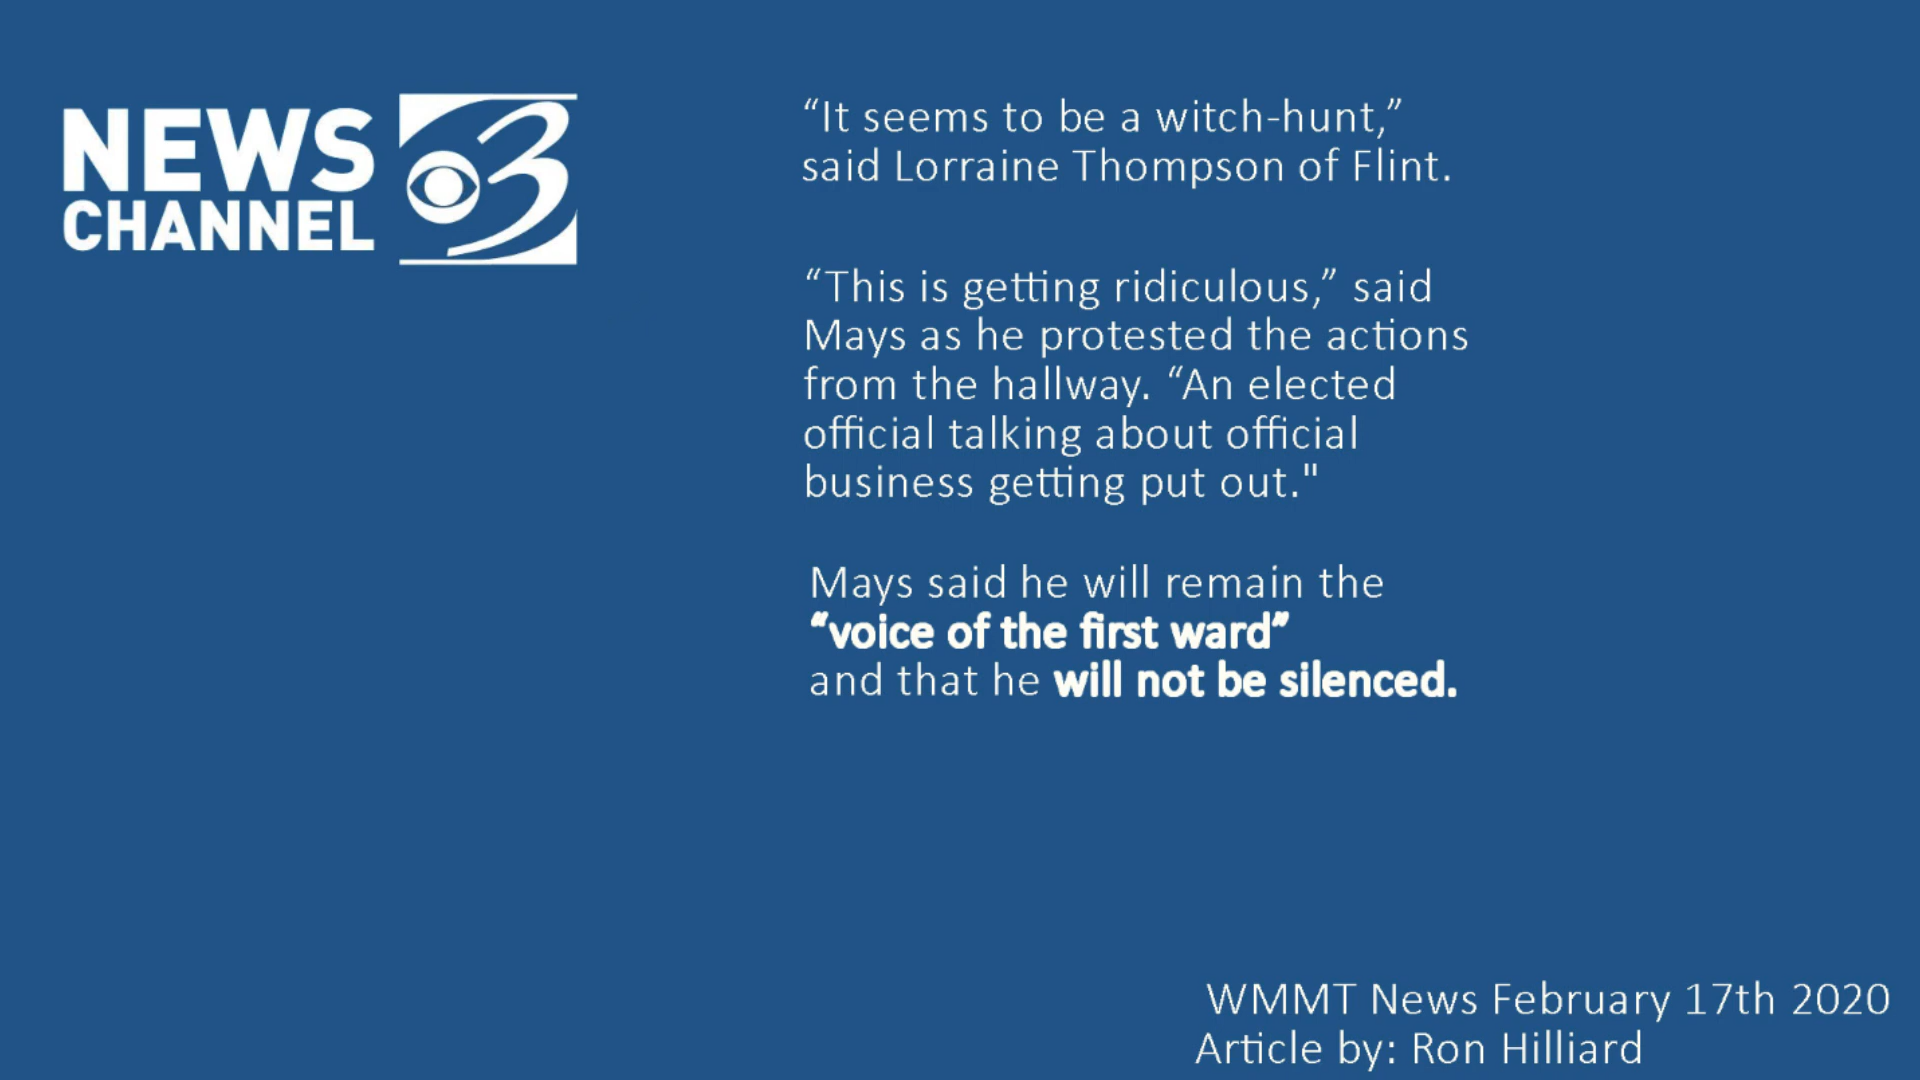 NEWS
CHANNEL 3
“It seems to be a witch-hunt,”
said Lorraine Thompson of Flint.
“This is getting ridiculous,” said
Mays as he protested the actions
from the hallway. “An elected
official talking about official
business getting put out."
Mays said he will remain the
“voice of the first ward”
and that he will not be silenced.
WMMT News February 17th 2020
Article by: Ron Hilliard